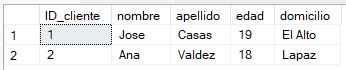 ID_cliente nombre apellido edad domicilio
1 1 Jose Casas 19 El Alto
2 2 Ana Valdez 18 Lapaz